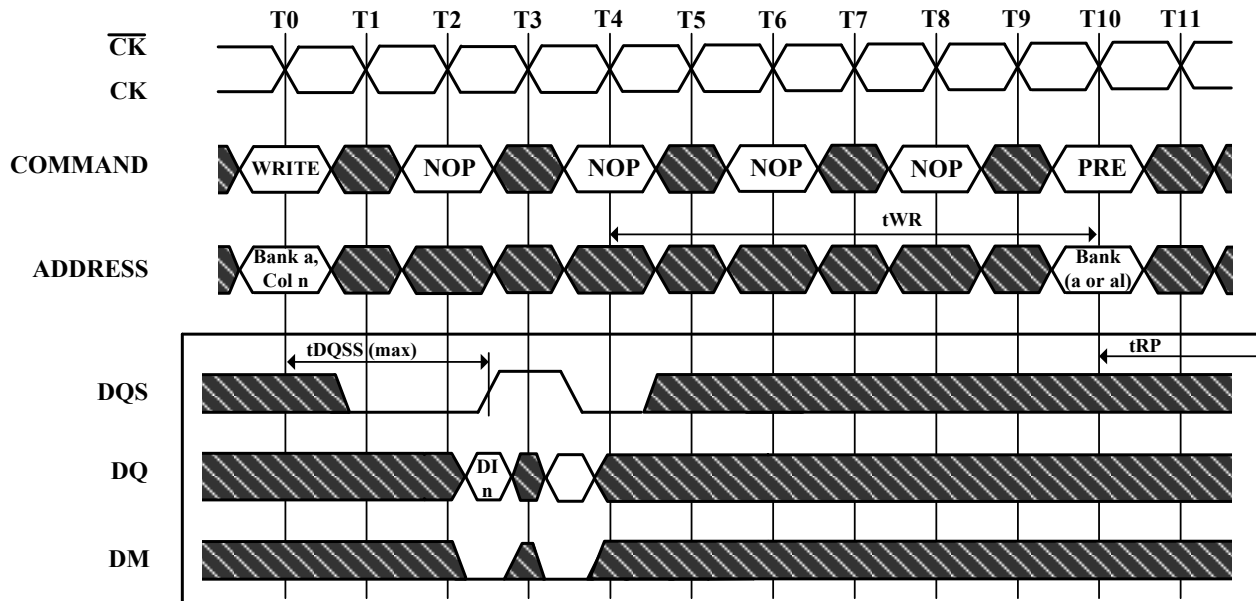 T0 T1 T2 T3 T4 T5 T6 T7 T8 T9 T10 T11
CK
CK
COMMAND
WRITE NOP NOP NOP NOP PRE
tWR
ADDRESS
Bank a,
Col n
Bank
(a or al)
tDQSS (max)
tRP
DQS
DQ
DI
n
DM